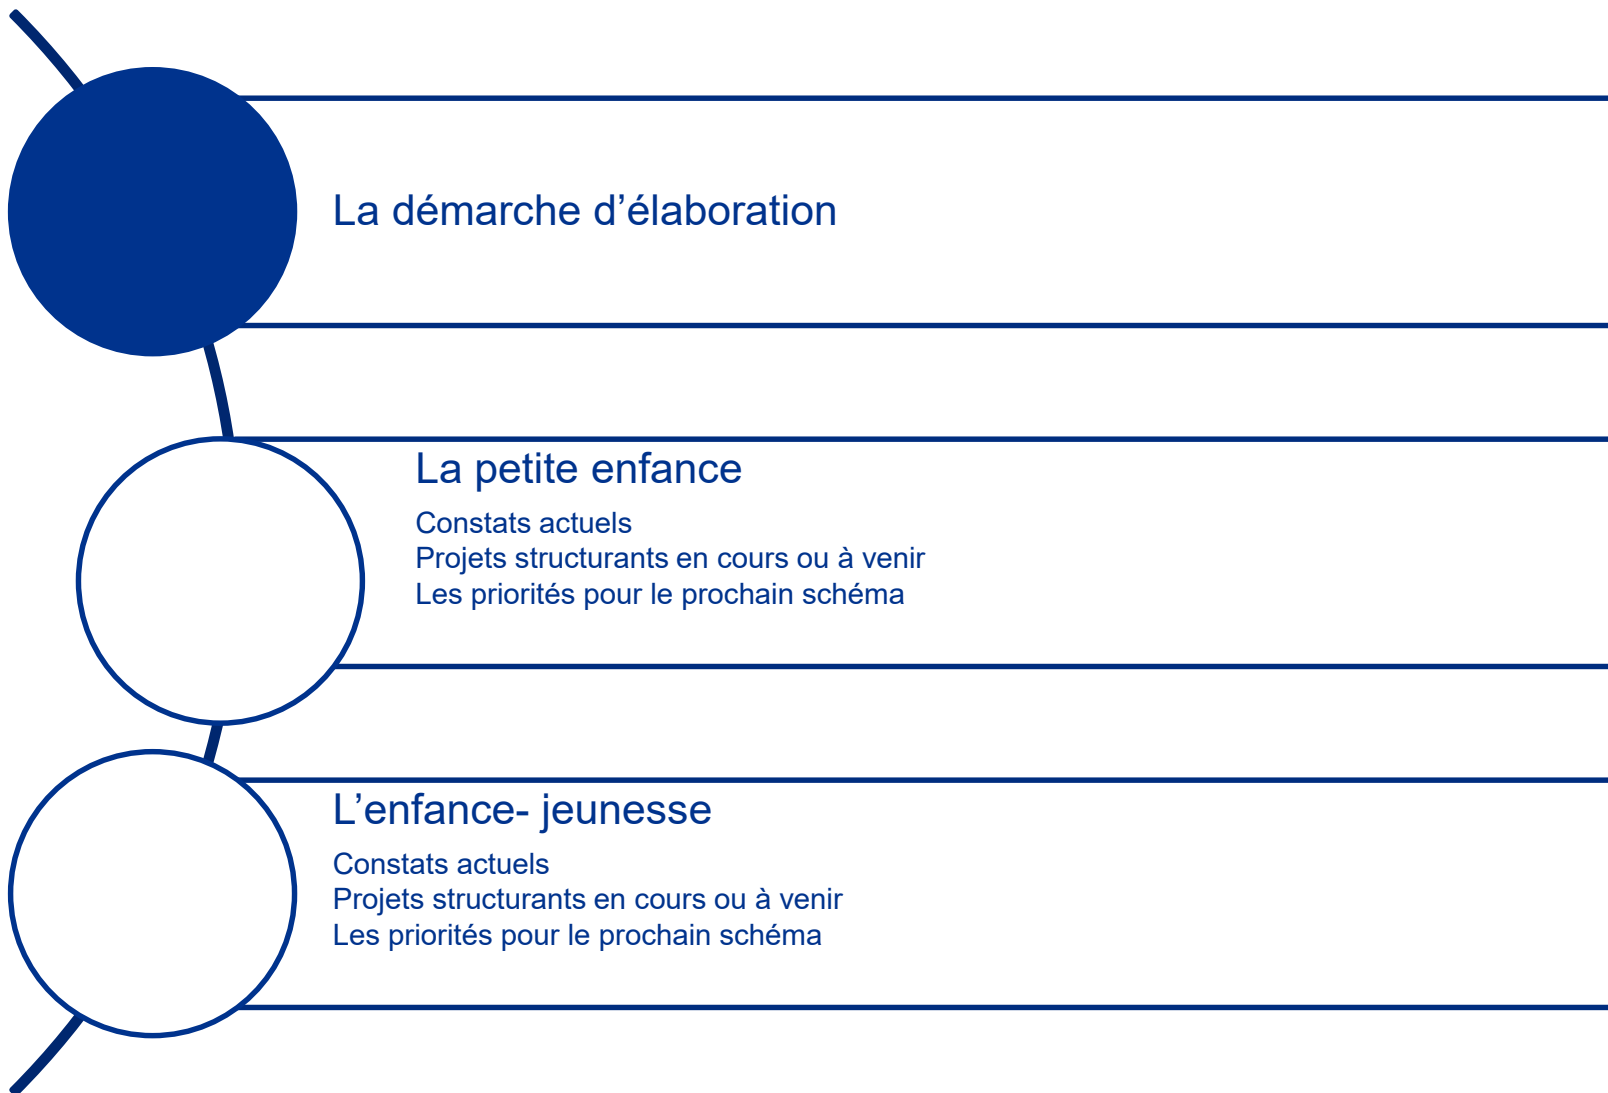 La démarche d’élaboration
La petite enfance
Constats actuels
Projets structurants en cours ou à venir
Les priorités pour le prochain schéma
L’enfance- jeunesse
Constats actuels
Projets structurants en cours ou à venir
Les priorités pour le prochain schéma